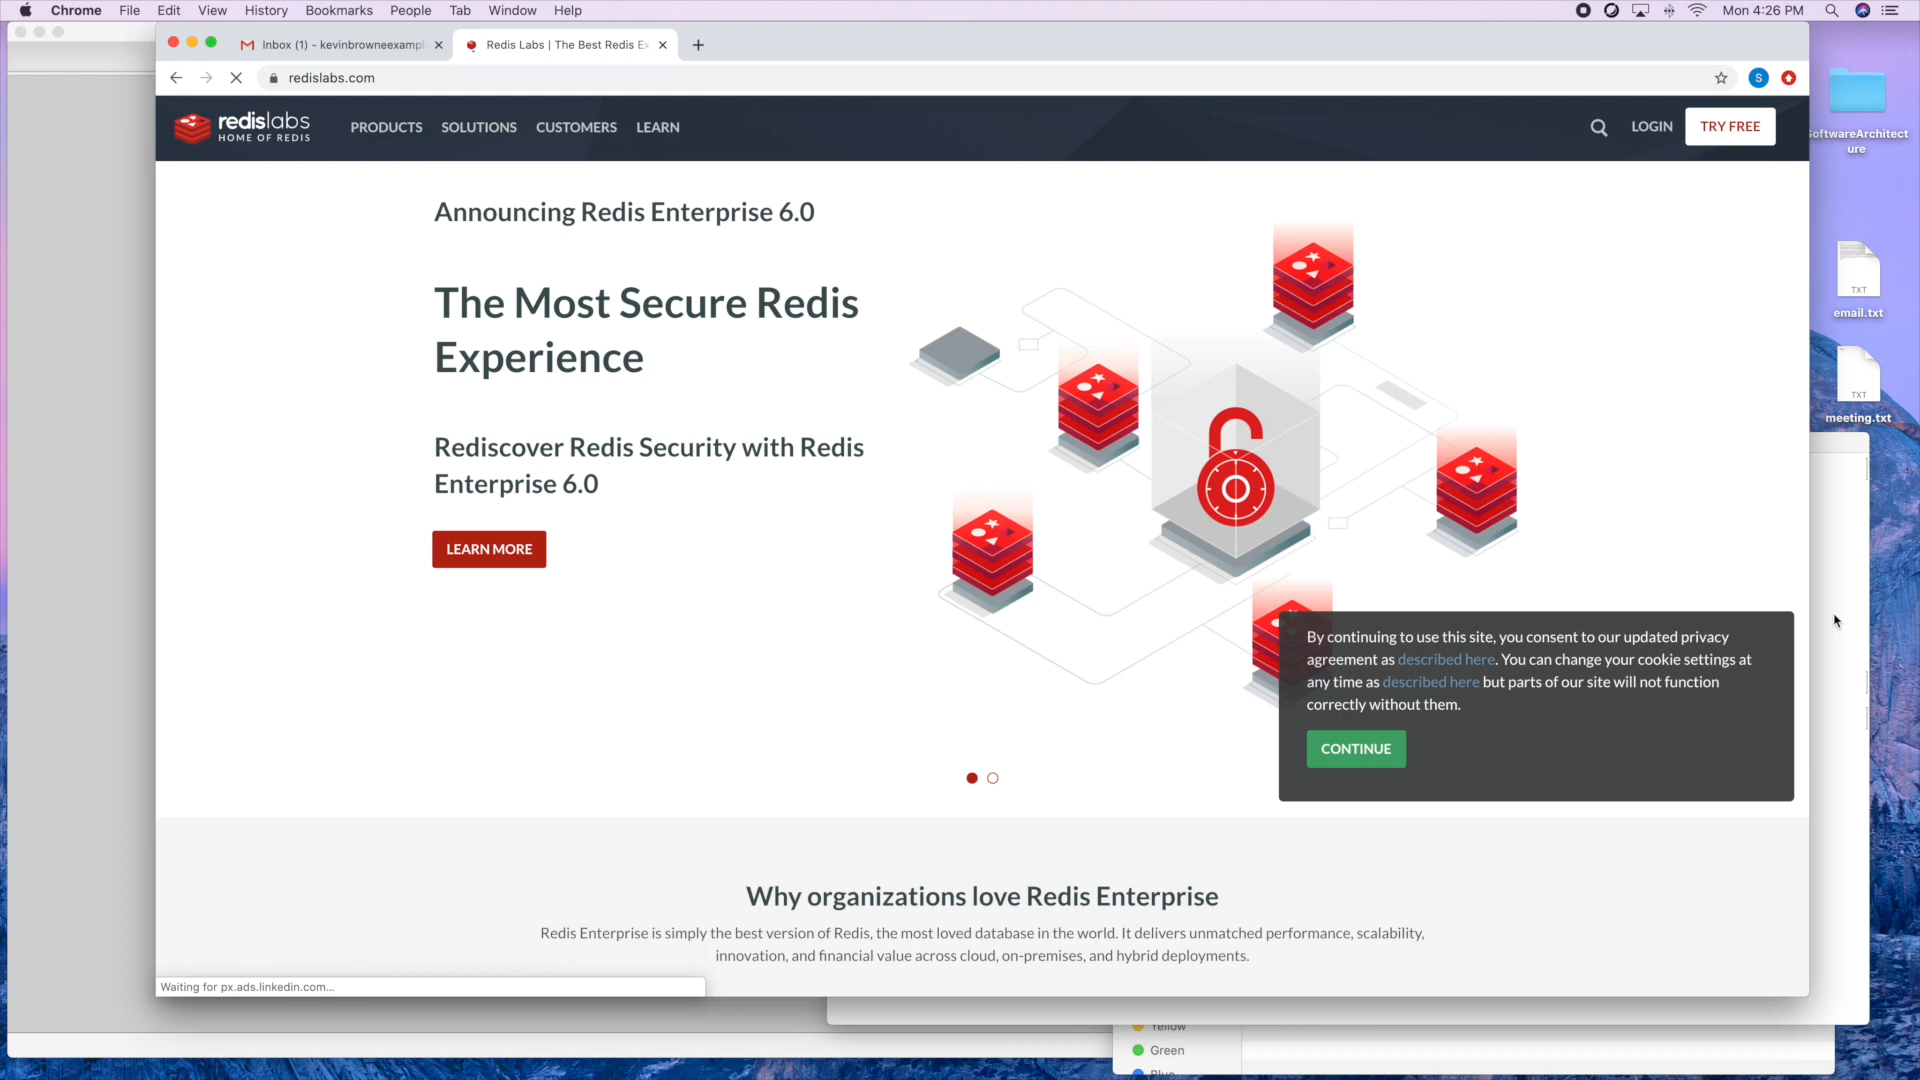 Chrome File Edit View History Bookmarks People Tab Window Help
Mon 4:26 PM
Inbox (1) - kevinbrowneexampl
Redis Labs | The Best Redis Ex
redislabs.com
S
redislabs
HOME OF REDIS
PRODUCTS SOLUTIONS CUSTOMERS LEARN
LOGIN TRY FREE
oftwareArchitect
ure
Announcing Redis Enterprise 6.0
The Most Secure Redis
Experience
Rediscover Redis Security with Redis
Enterprise 6.0
LEARN MORE
TXT
email.txt
TXT
meeting.txt
By continuing to use this site, you consent to our updated privacy
agreement as described here. You can change your cookie settings at
any time as described here but parts of our site will not function
correctly without them.
CONTINUE
Why organizations love Redis Enterprise
Redis Enterprise is simply the best version of Redis, the most loved database in the world. It delivers unmatched performance, scalability,
innovation, and financial value across cloud, on-premises, and hybrid deployments.
Waiting for px.ads.linkedin.com...
Yellow
Green
Blue